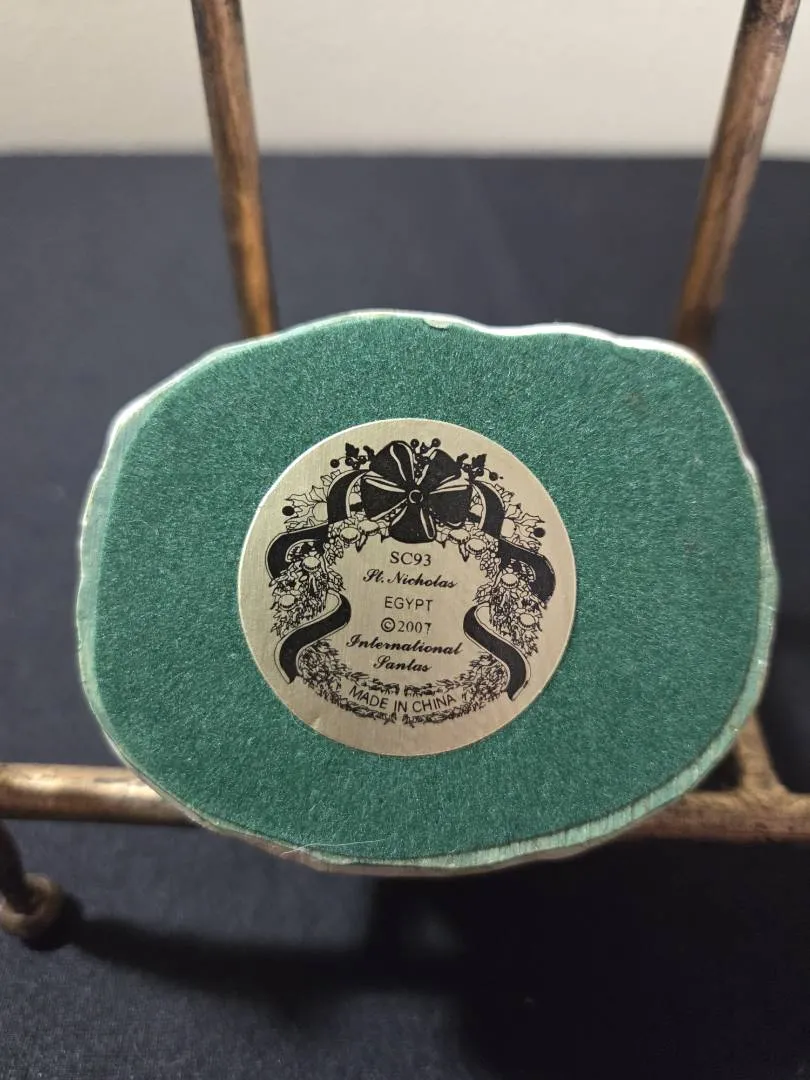 SC93
St. Nicholas
EGYPT
©2007
International
Santas
MADE IN CHINA